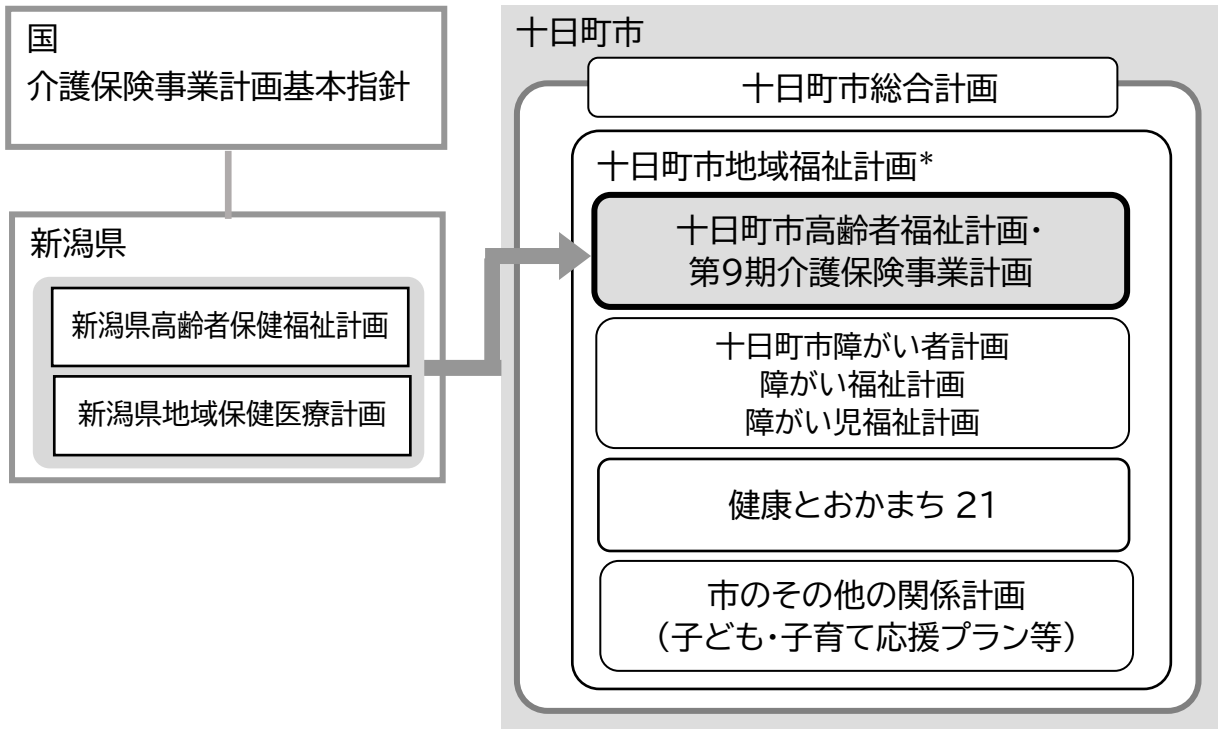 国
介護保険事業計画基本指針
新潟県
新潟県高齢者保健福祉計画
新潟県地域保健医療計画
十日町市
十日町市総合計画
十日町市地域福祉計画*
十日町市高齢者福祉計画・
第9期介護保険事業計画
十日町市障がい者計画
障がい福祉計画
障がい児福祉計画
健康とおかまち 21
市のその他の関係計画
(子ども・子育て応援プラン等)